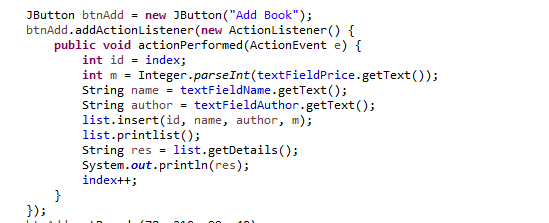 JButton btnAdd = new JButton("Add Book");
btnAdd.addActionListener(new ActionListener() {
public void actionPerformed(ActionEvent e) {
int id = index;
int m = Integer.parseInt(textFieldPrice.getText());
String name = textFieldName.getText();
String author = textFieldAuthor.getText();
list.insert(id, name, author, m);
list.printlist();
String res = list.getDetails();
System.out.println(res);
index++;
}
});